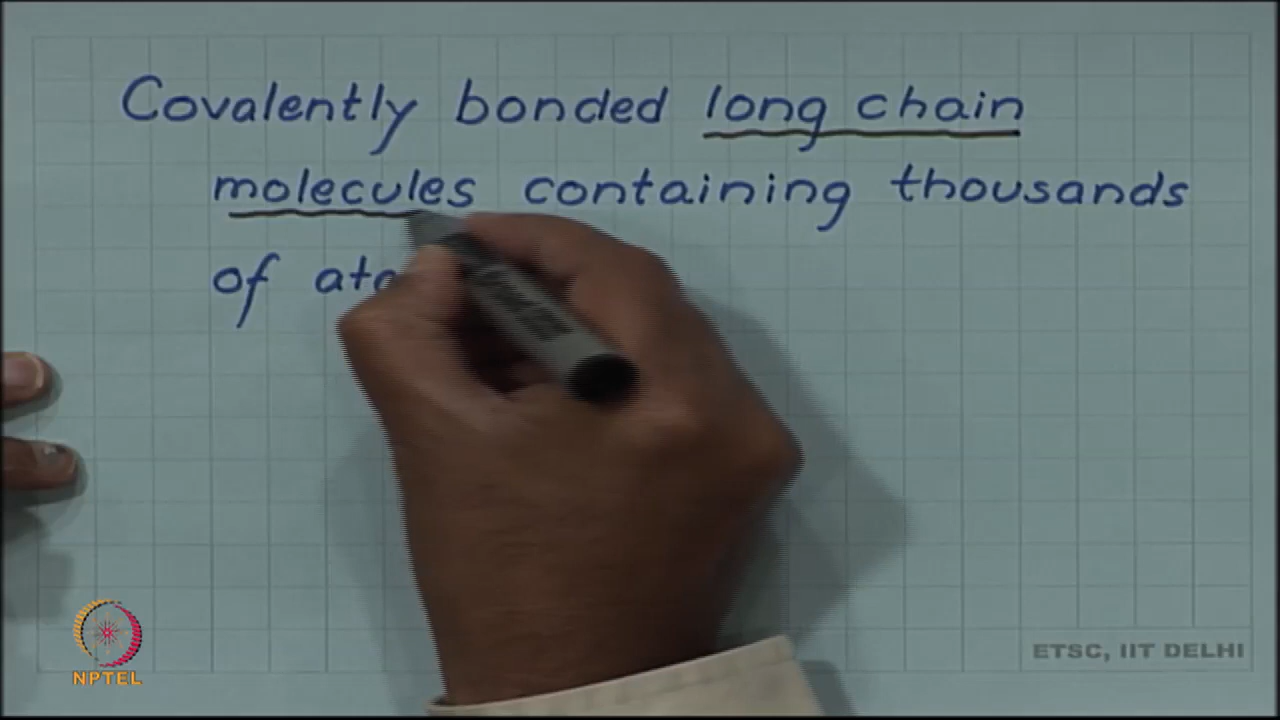 Covalently bonded long chain
molecules containing thousands
of
NPTEL
ETSC, IIT DELHI